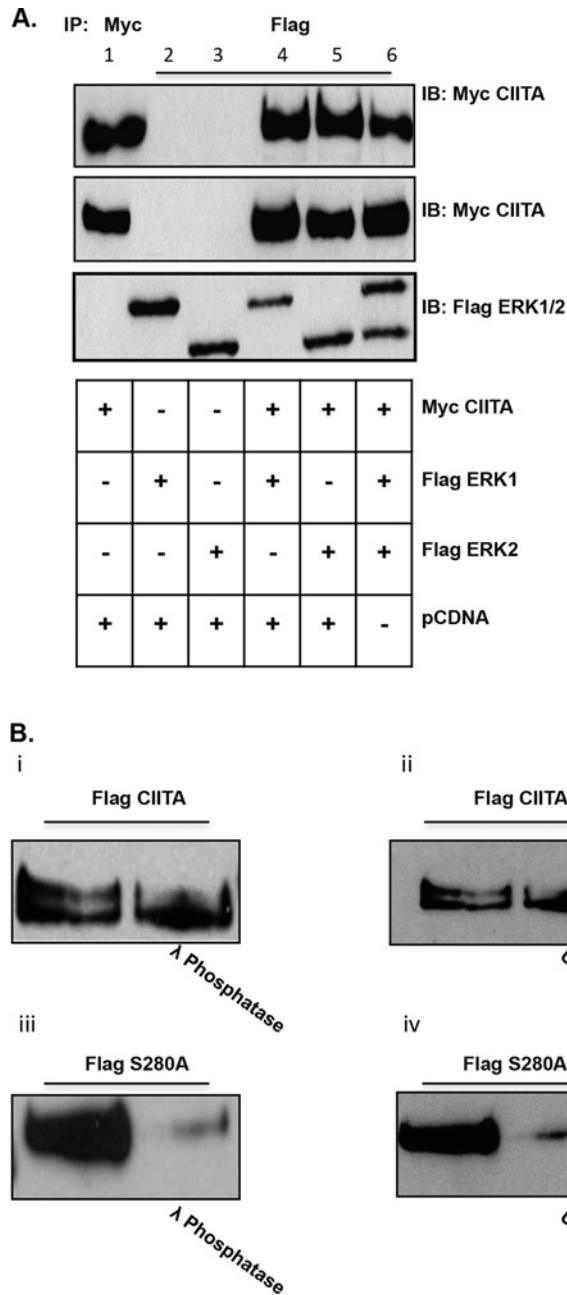 A.
IP: Myc Flag
1 2 3 4 5 6
IB: Myc CIITA
IB: Myc CIITA
IB: Flag ERK1/2
+ - - + + + Myc CIITA
- + - + - + Flag ERK1
- - + - + + Flag ERK2
+ + + + + - pCDNA
B.
i ii
Flag CIITA Flag CIITA
λ Phosphatase
iii iv
Flag S280A Flag S280A
λ Phosphatase